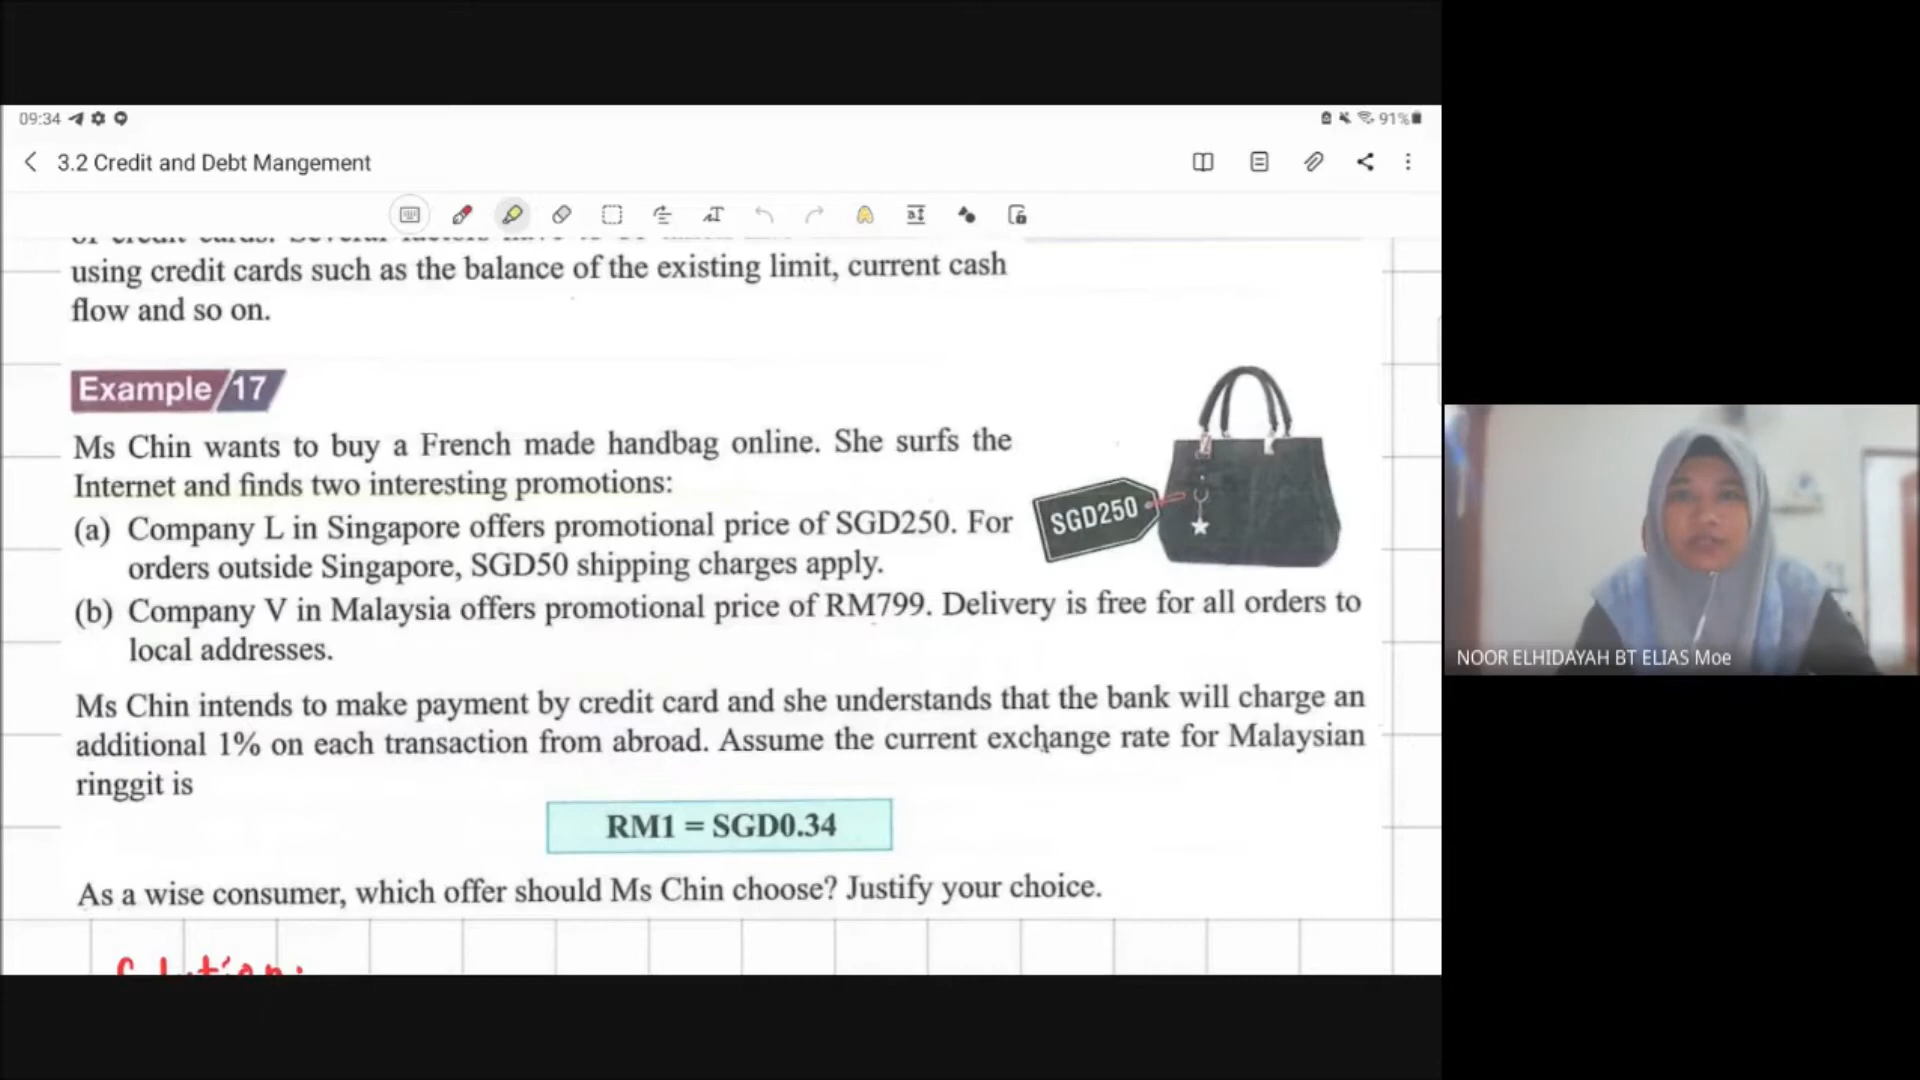 09:34
91%
3.2 Credit and Debt Mangement
using credit cards such as the balance of the existing limit, current cash
flow and so on.
Example 17
Ms Chin wants to buy a French made handbag online. She surfs the
Internet and finds two interesting promotions:
(a) Company L in Singapore offers promotional price of SGD250. For
orders outside Singapore, SGD50 shipping charges apply.
SGD250
(b) Company V in Malaysia offers promotional price of RM799. Delivery is free for all orders to
local addresses.
Ms Chin intends to make payment by credit card and she understands that the bank will charge an
additional 1% on each transaction from abroad. Assume the current exchange rate for Malaysian
ringgit is
RM1 = SGD0.34
As a wise consumer, which offer should Ms Chin choose? Justify your choice.
NOOR ELHIDAYAH BT ELIAS Moe